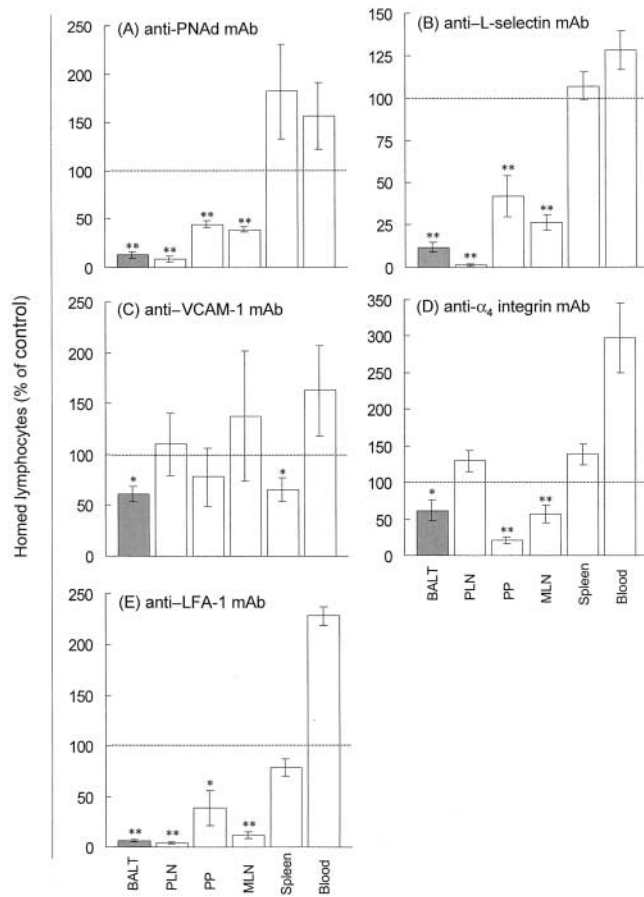 Homed lymphocytes (% of control)
(A) anti-PNAd mAb
250
200
150
100
50
0
** ** ** **
(B) anti–L-selectin mAb
150
125
100
75
50
25
0
** ** ** **
(C) anti–VCAM-1 mAb
250
200
150
100
50
0
* *
(D) anti-α4 integrin mAb
350
300
250
200
150
100
50
0
* ** **
BALT PLN PP MLN Spleen Blood
(E) anti–LFA-1 mAb
250
200
150
100
50
0
** ** * **
BALT PLN PP MLN Spleen Blood